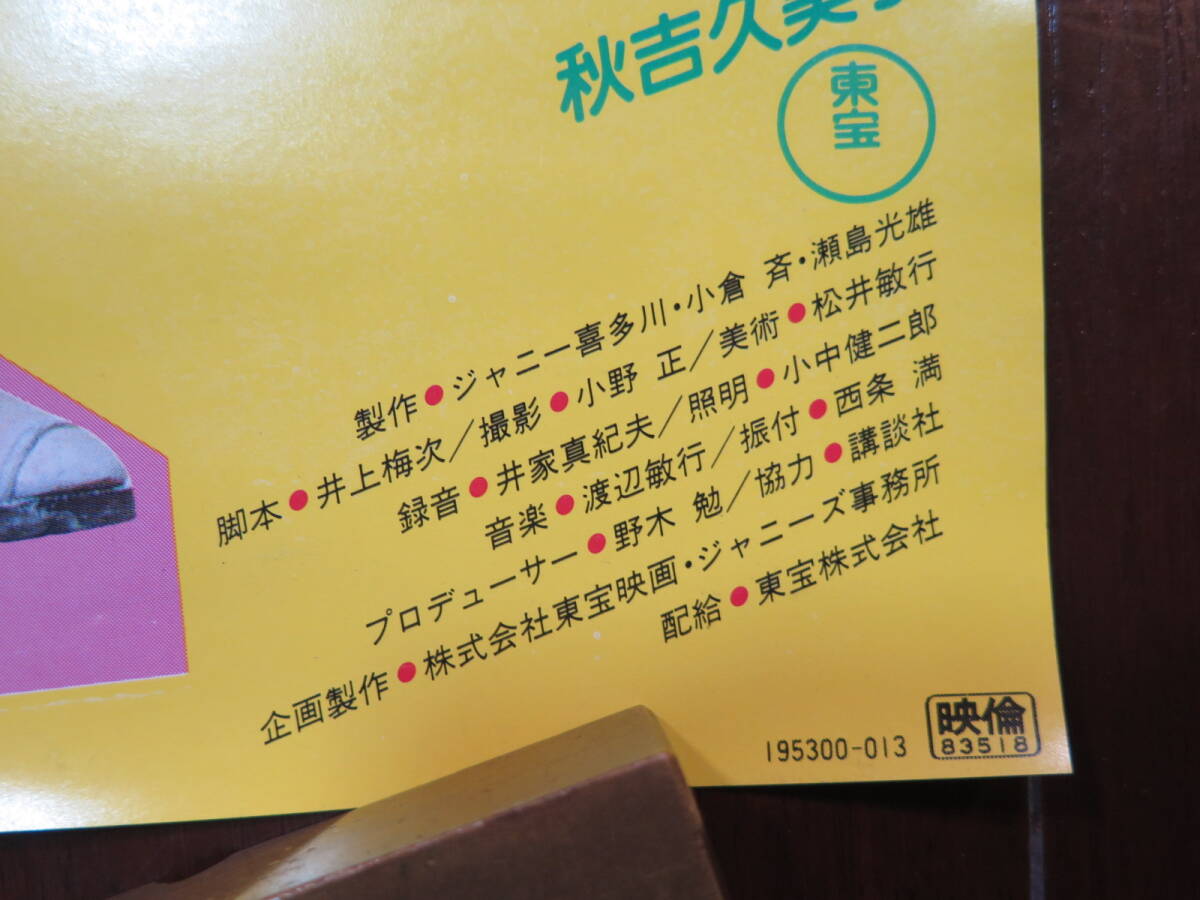 秋吉久美
東宝
製作●ジャニー喜多川・小倉 斉・瀬島光雄
脚本●井上梅次/撮影●小野 正/美術●松井敏行
録音●井家真紀夫/照明●小中健二郎
音楽●渡辺敏行/振付●西条 満
プロデューサー●野木 勉/協力●講談社
企画製作●株式会社東宝映画・ジャニーズ事務所
配給●東宝株式会社
195300-013
映倫
83518